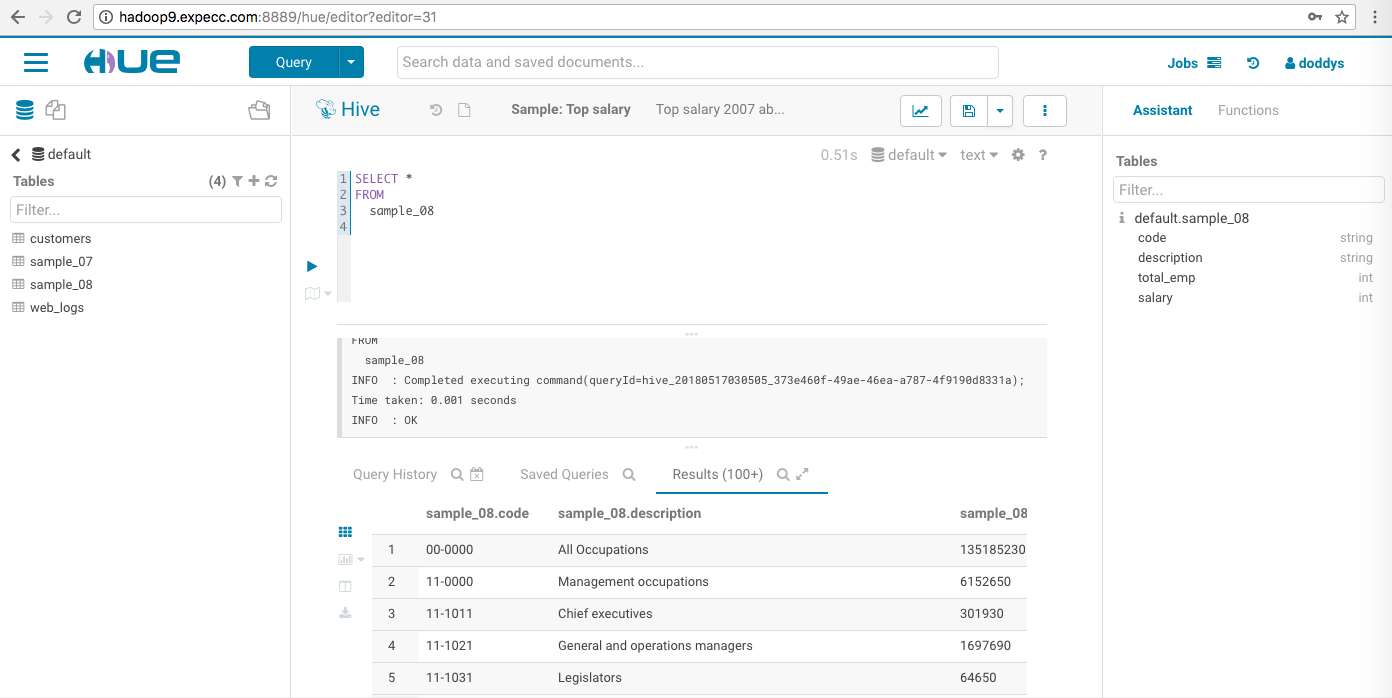 hadoop9.expecc.com:8889/hue/editor?editor=31
HUE
Query
Search data and saved documents...
Jobs
doddys
Hive
Sample: Top salary
Top salary 2007 ab...
Assistant
Functions
default
Tables
(4)
Filter...
customers
sample_07
sample_08
web_logs
0.51s
default
text
?
1 SELECT *
2 FROM
3 sample_08
4
FROM
sample_08
INFO : Completed executing command(queryId=hive_20180517030505_373e460f-49ae-46ea-a787-4f9190d8331a);
Time taken: 0.001 seconds
INFO : OK
Query History
Saved Queries
Results (100+)
sample_08.code sample_08.description sample_08
1 00-0000 All Occupations 135185230
2 11-0000 Management occupations 6152650
3 11-1011 Chief executives 301930
4 11-1021 General and operations managers 1697690
5 11-1031 Legislators 64650
Tables
Filter...
default.sample_08
code string
description string
total_emp int
salary int